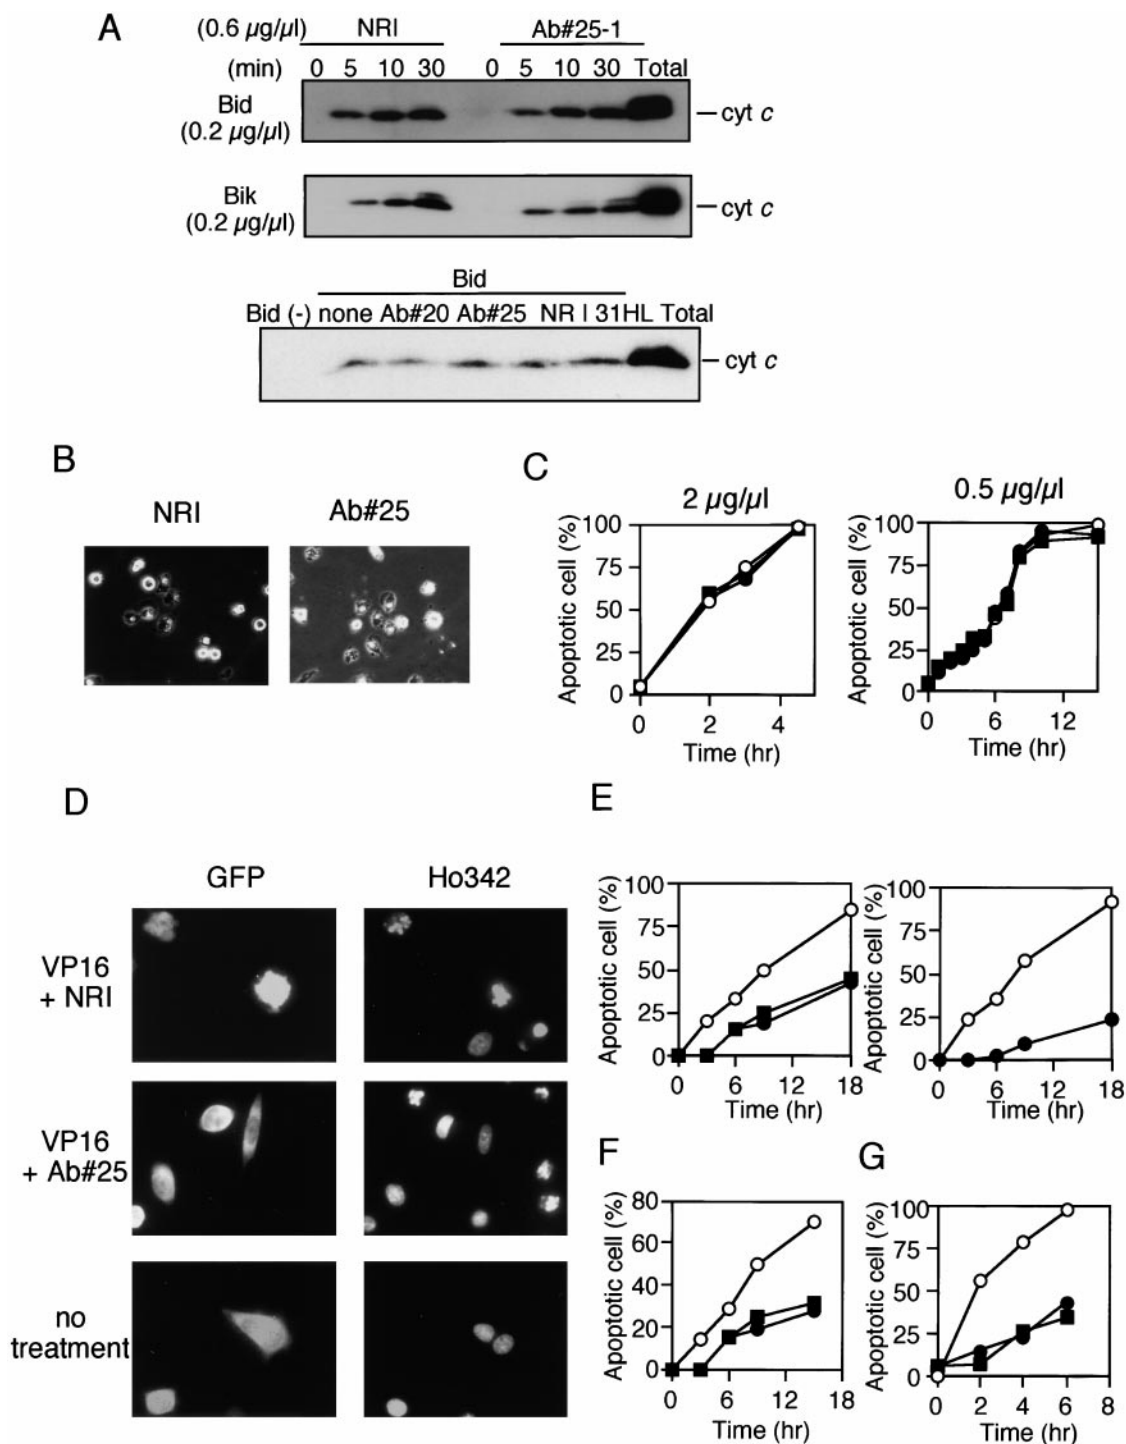 A
(0.6 µg/µl) NRI Ab#25-1
(min) 0 5 10 30 0 5 10 30 Total
Bid
(0.2 µg/µl)
cyt c
Bik
(0.2 µg/µl)
cyt c
Bid
Bid (-) none Ab#20 Ab#25 NR I 31HL Total
cyt c
B
NRI Ab#25
C
2 µg/µl
Apoptotic cell (%)
100
75
50
25
0
0 2 4
Time (hr)
0.5 µg/µl
Apoptotic cell (%)
100
75
50
25
0
0 6 12
Time (hr)
D
GFP Ho342
VP16
+ NRI
VP16
+ Ab#25
no
treatment
E
Apoptotic cell (%)
100
75
50
25
0
0 6 12 18
Time (hr)
Apoptotic cell (%)
100
75
50
25
0
0 6 12 18
Time (hr)
F
Apoptotic cell (%)
80
60
40
20
0
0 6 12 18
Time (hr)
G
Apoptotic cell (%)
100
75
50
25
0
0 2 4 6 8
Time (hr)